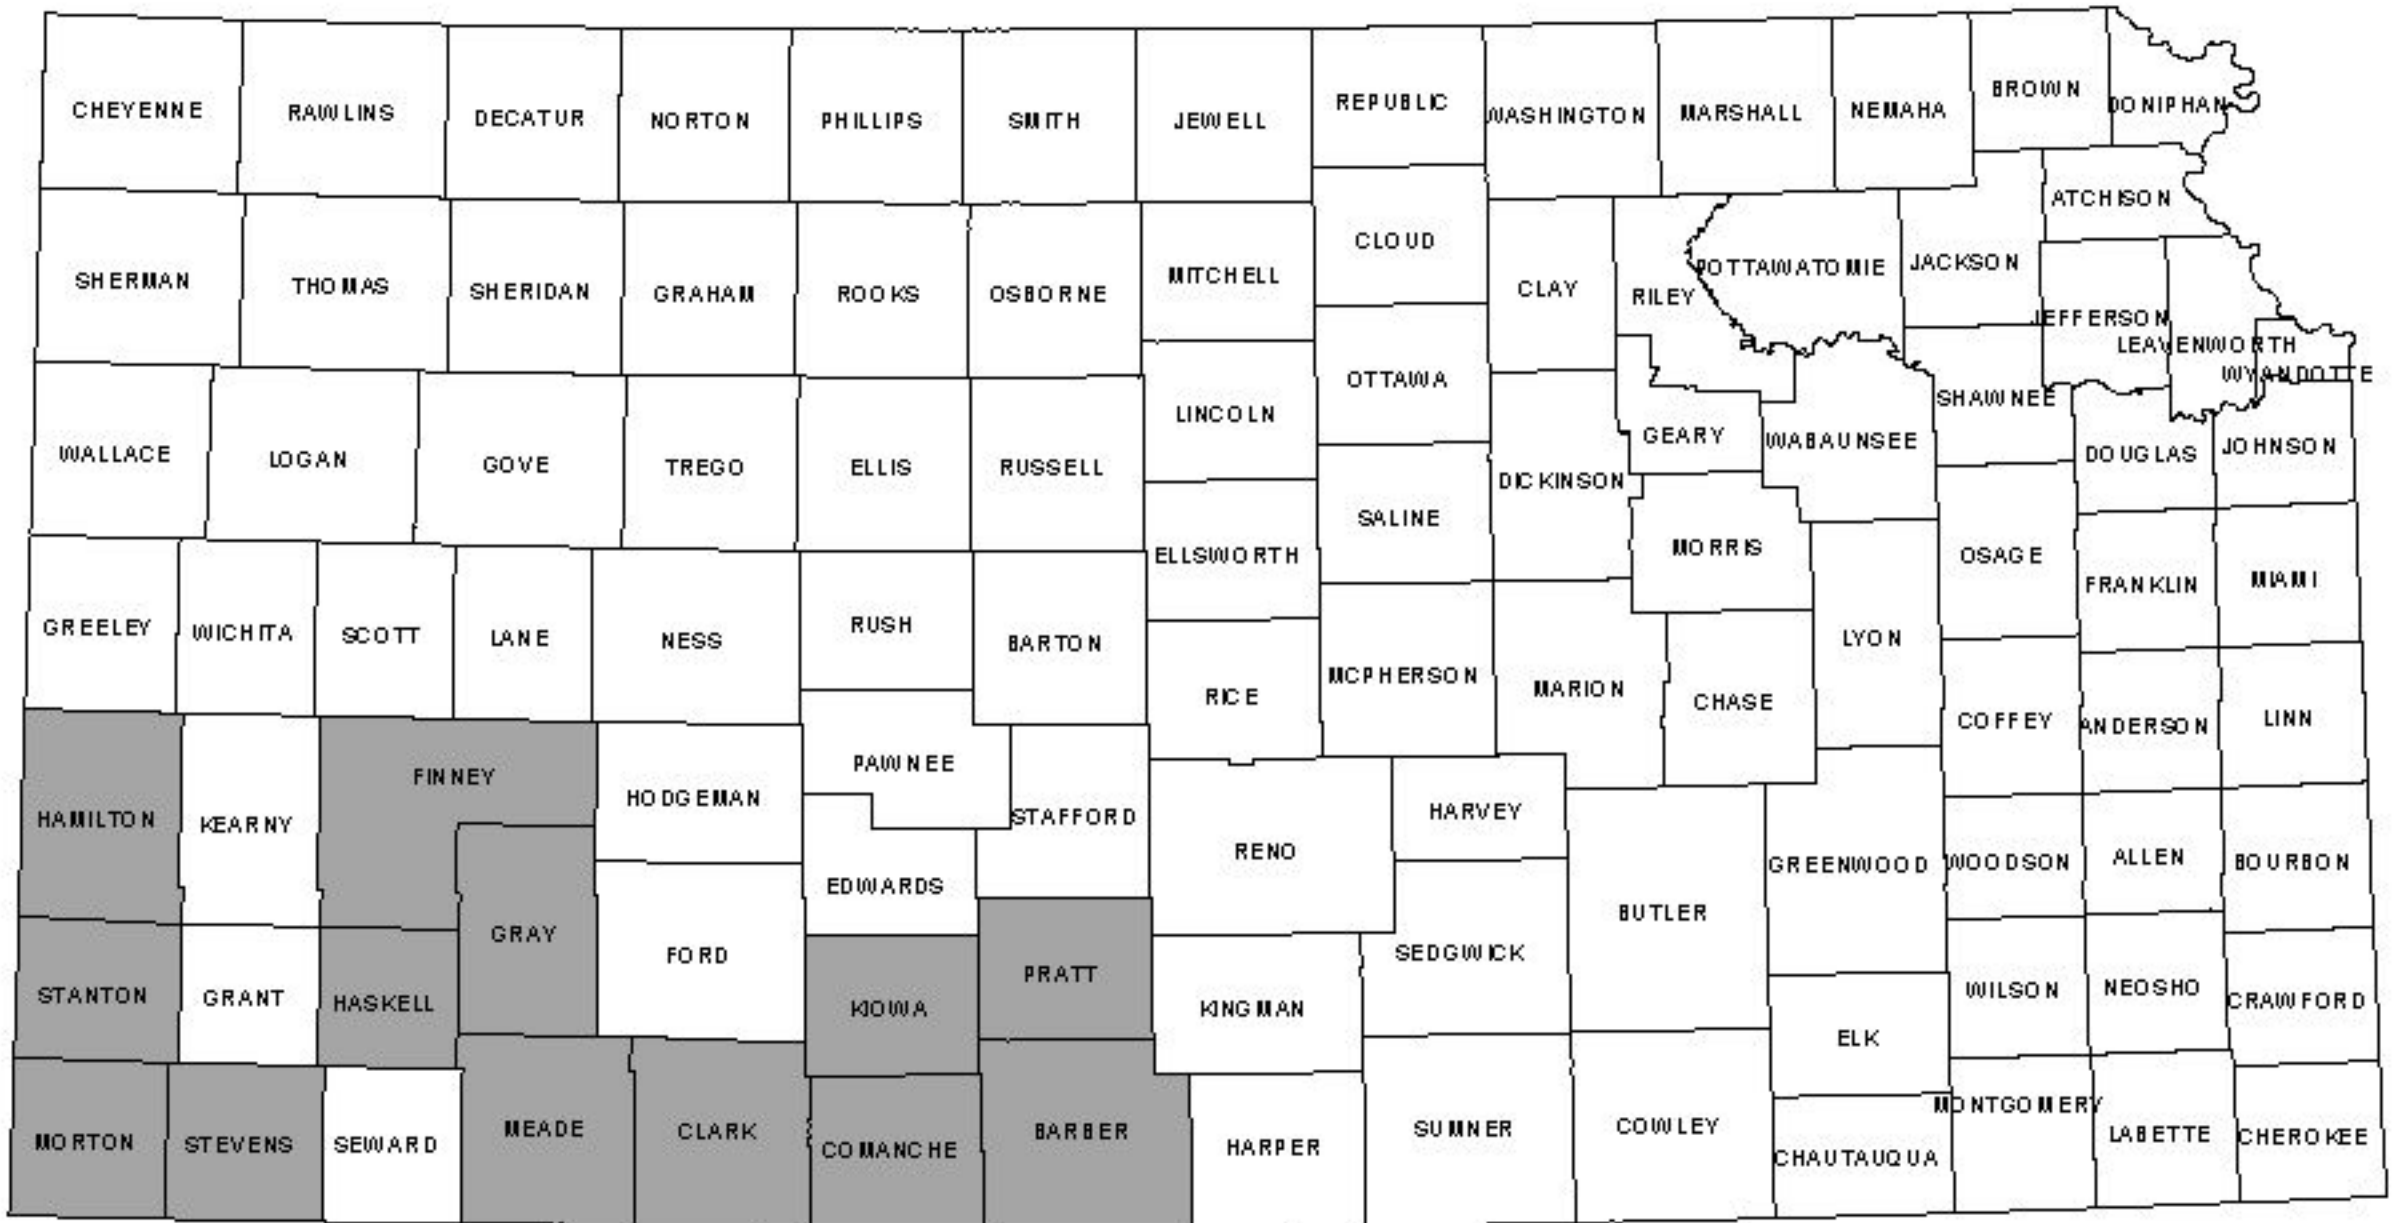 CHEYENNE
RAWLINS
DECATUR
NORTON
PHILLIPS
SMITH
JEWELL
REPUBLIC
WASHINGTON
MARSHALL
NEMAHA
BROWN
DONIPHAN
ATCHISON
SHERMAN
THOMAS
SHERIDAN
GRAHAM
ROOKS
OSBORNE
MITCHELL
CLOUD
CLAY
RILEY
POTTAWATOMIE
JACKSON
JEFFERSON
LEAVENWORTH
WYANDOTTE
WALLACE
LOGAN
GOVE
TREGO
ELLIS
RUSSELL
LINCOLN
OTTAWA
DICKINSON
GEARY
WABAUNSEE
SHAWNEE
DOUGLAS
JOHNSON
SALINE
ELLSWORTH
MORRIS
OSAGE
FRANKLIN
MIAMI
GREELEY
WICHITA
SCOTT
LANE
NESS
RUSH
BARTON
RICE
MCPHERSON
MARION
CHASE
LYON
COFFEY
ANDERSON
LINN
HAMILTON
KEARNY
FINNEY
HODGEMAN
PAWNEE
STAFFORD
EDWARDS
RENO
HARVEY
BUTLER
GREENWOOD
WOODSON
ALLEN
BOURBON
STANTON
GRANT
HASKELL
GRAY
FORD
KIOWA
PRATT
KINGMAN
SEDGWICK
ELK
WILSON
NEOSHO
CRAWFORD
MORTON
STEVENS
SEWARD
MEADE
CLARK
COMANCHE
BARBER
HARPER
SUMNER
COWLEY
CHAUTAUQUA
MONTGOMERY
LABETTE
CHEROKEE